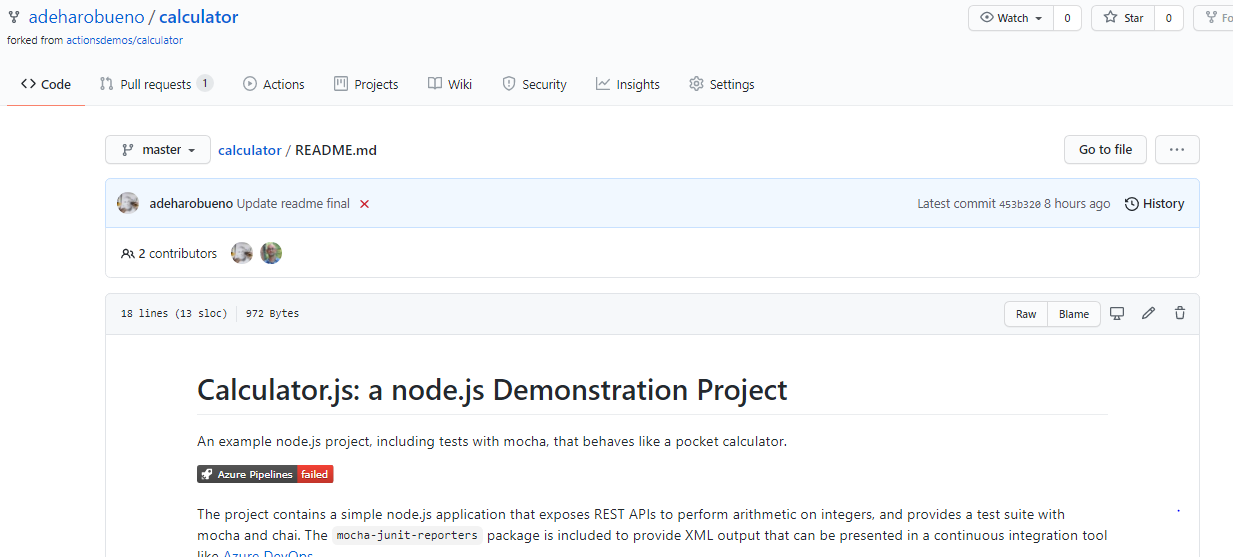 adeharobueno / calculator
Watch 0 Star 0 Fo
forked from actionsdemos/calculator
Code Pull requests 1 Actions Projects Wiki Security Insights Settings
master calculator / README.md Go to file ...
adeharobueno Update readme final Latest commit 453b320 8 hours ago History
2 contributors
18 lines (13 sloc) 972 Bytes Raw Blame
Calculator.js: a node.js Demonstration Project
An example node.js project, including tests with mocha, that behaves like a pocket calculator.
Azure Pipelines failed
The project contains a simple node.js application that exposes REST APIs to perform arithmetic on integers, and provides a test suite with
mocha and chai. The mocha-junit-reporters package is included to provide XML output that can be presented in a continuous integration tool
like Azure DevOps